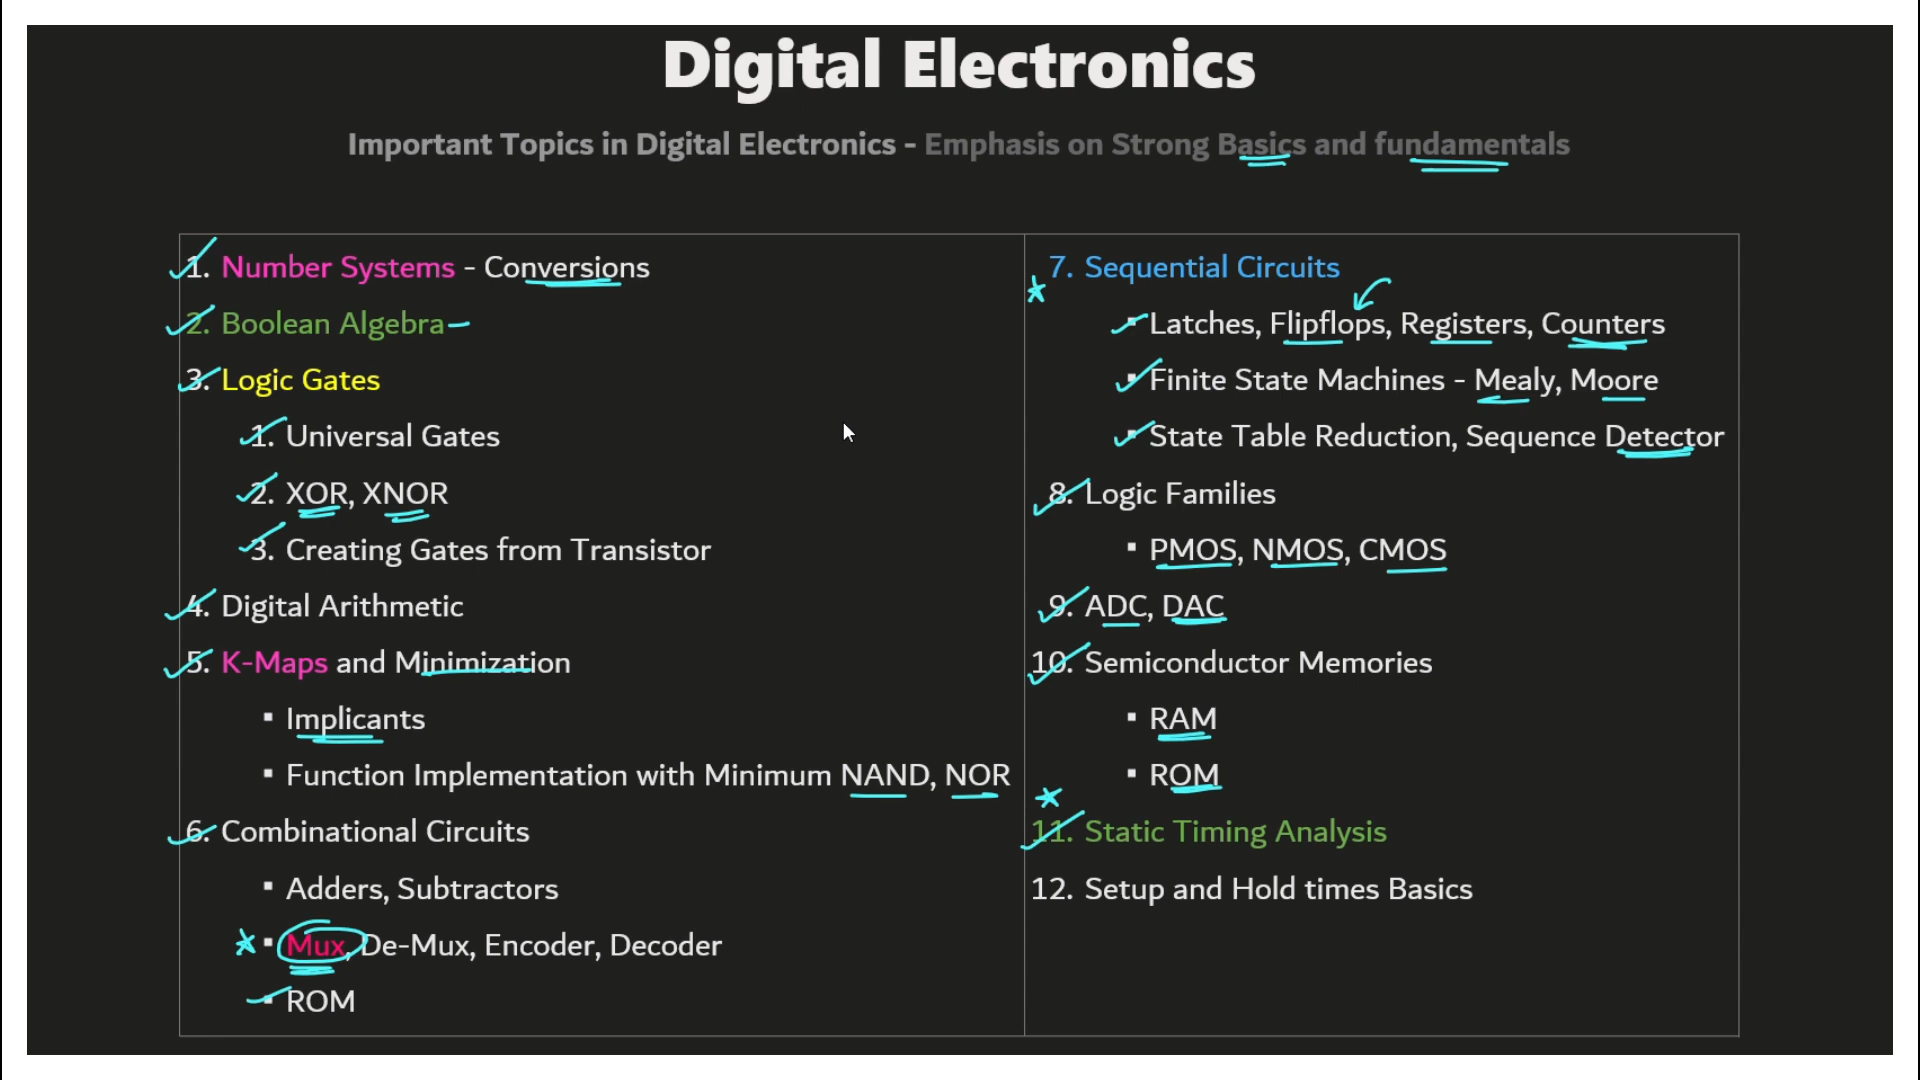 Digital Electronics
Important Topics in Digital Electronics - Emphasis on Strong Basics and fundamentals
1. Number Systems - Conversions
2. Boolean Algebra
3. Logic Gates
1. Universal Gates
2. XOR, XNOR
3. Creating Gates from Transistor
4. Digital Arithmetic
5. K-Maps and Minimization
▪ Implicants
▪ Function Implementation with Minimum NAND, NOR
6. Combinational Circuits
▪ Adders, Subtractors
▪ Mux, De-Mux, Encoder, Decoder
▪ ROM
7. Sequential Circuits
▪ Latches, Flipflops, Registers, Counters
▪ Finite State Machines - Mealy, Moore
▪ State Table Reduction, Sequence Detector
8. Logic Families
▪ PMOS, NMOS, CMOS
9. ADC, DAC
10. Semiconductor Memories
▪ RAM
▪ ROM
11. Static Timing Analysis
12. Setup and Hold times Basics